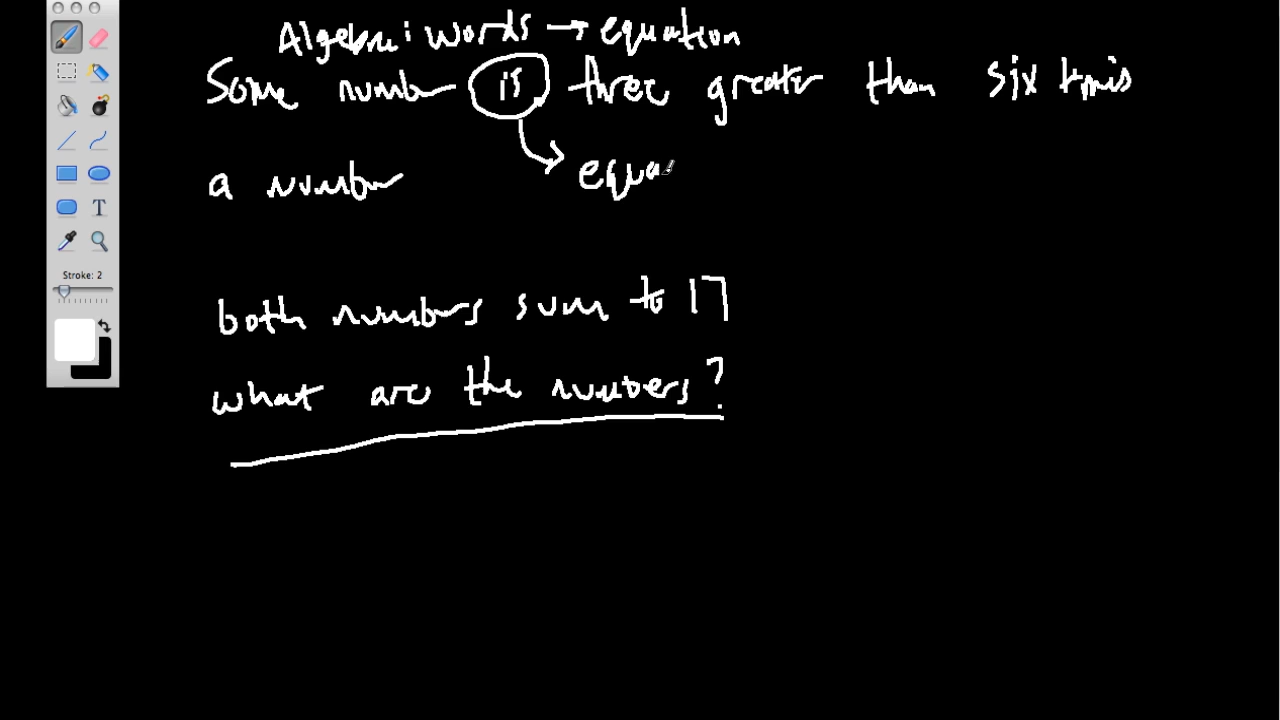 Algebra: words → equation
Some number is three greater than six times
a number
equa
both numbers sum to 17
what are the numbers?
T
Stroke: 2